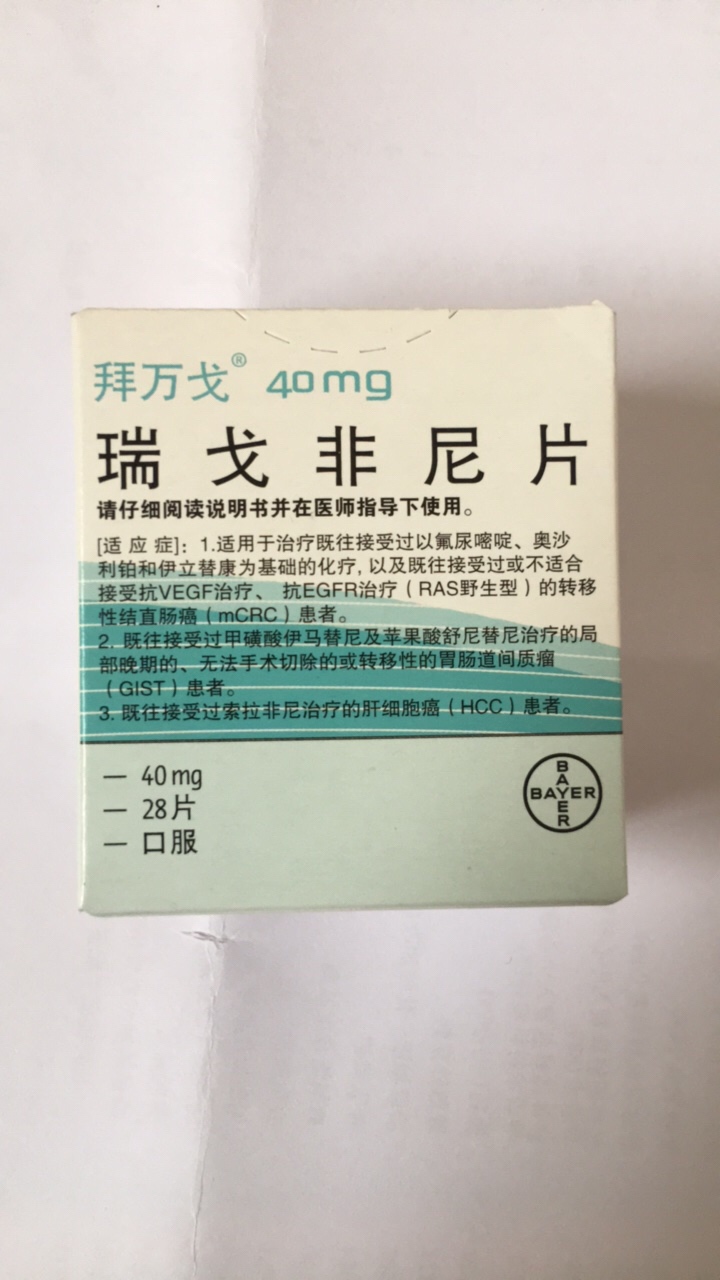 拜万戈® 40mg
瑞戈非尼片
请仔细阅读说明书并在医师指导下使用。
[适 应 症]：1.适用于治疗既往接受过以氟尿嘧啶、奥沙
利铂和伊立替康为基础的化疗, 以及既往接受过或不适合
接受抗VEGF治疗、 抗EGFR治疗（RAS野生型）的转移
性结直肠癌（mCRC）患者。
2. 既往接受过甲磺酸伊马替尼及苹果酸舒尼替尼治疗的局
部晚期的、无法手术切除的或转移性的胃肠道间质瘤
（GIST）患者。
3. 既往接受过索拉非尼治疗的肝细胞癌（HCC）患者。
— 40mg
— 28片
— 口服
BAYER
BAYER